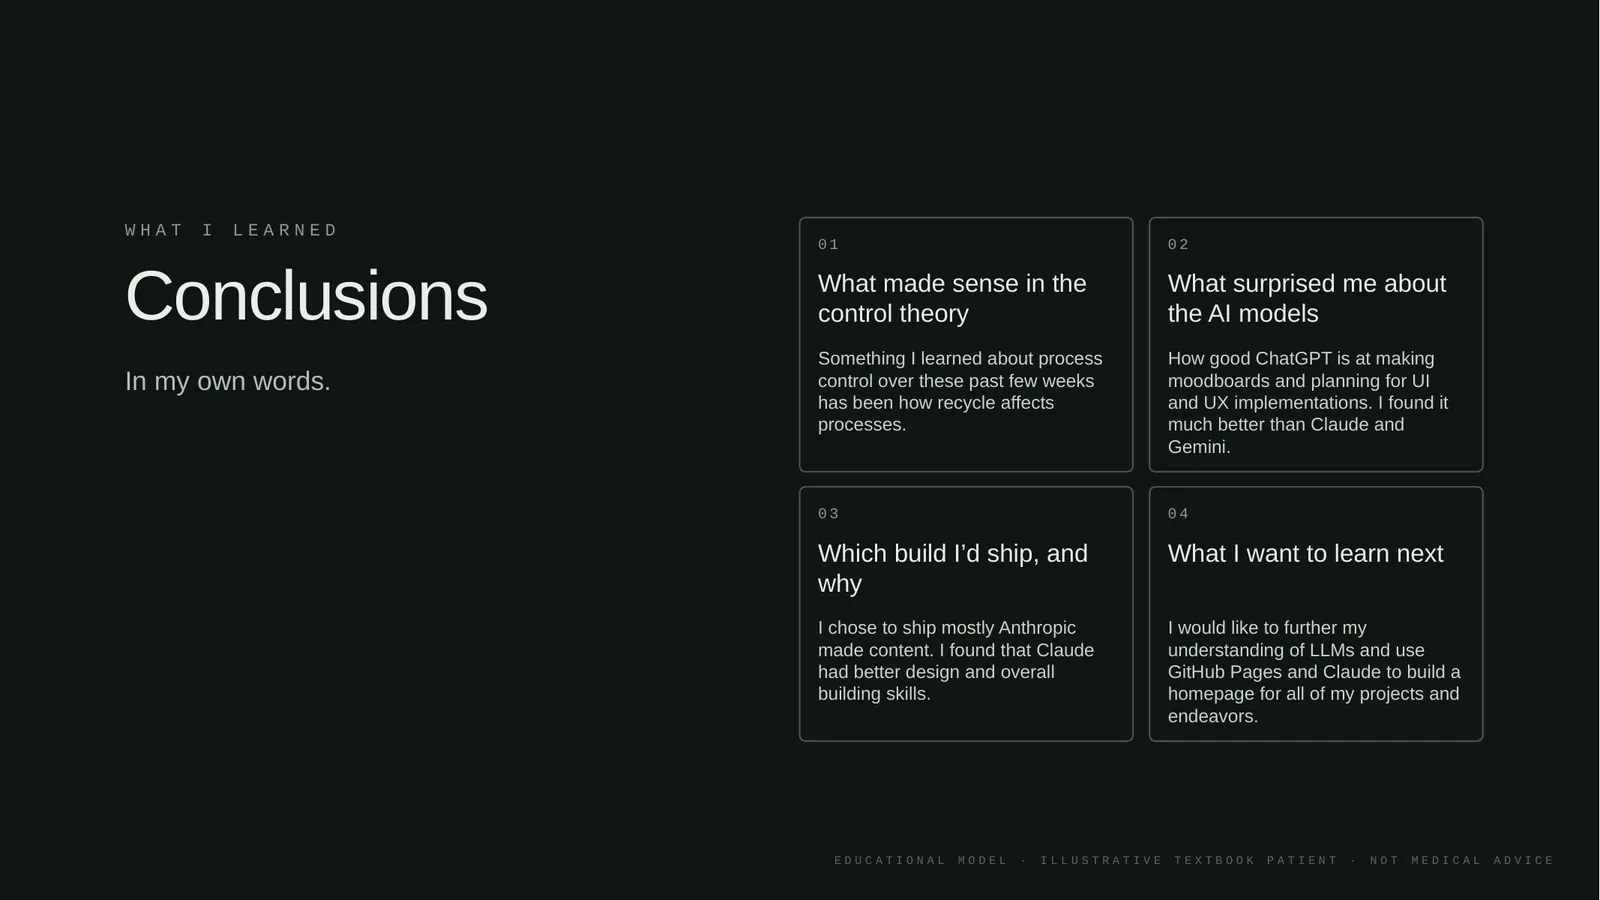 WHAT I LEARNED
Conclusions
In my own words.
01
What made sense in the
control theory
Something I learned about process
control over these past few weeks
has been how recycle affects
processes.
02
What surprised me about
the AI models
How good ChatGPT is at making
moodboards and planning for UI
and UX implementations. I found it
much better than Claude and
Gemini.
03
Which build I’d ship, and
why
I chose to ship mostly Anthropic
made content. I found that Claude
had better design and overall
building skills.
04
What I want to learn next
I would like to further my
understanding of LLMs and use
GitHub Pages and Claude to build a
homepage for all of my projects and
endeavors.
EDUCATIONAL MODEL · ILLUSTRATIVE TEXTBOOK PATIENT · NOT MEDICAL ADVICE